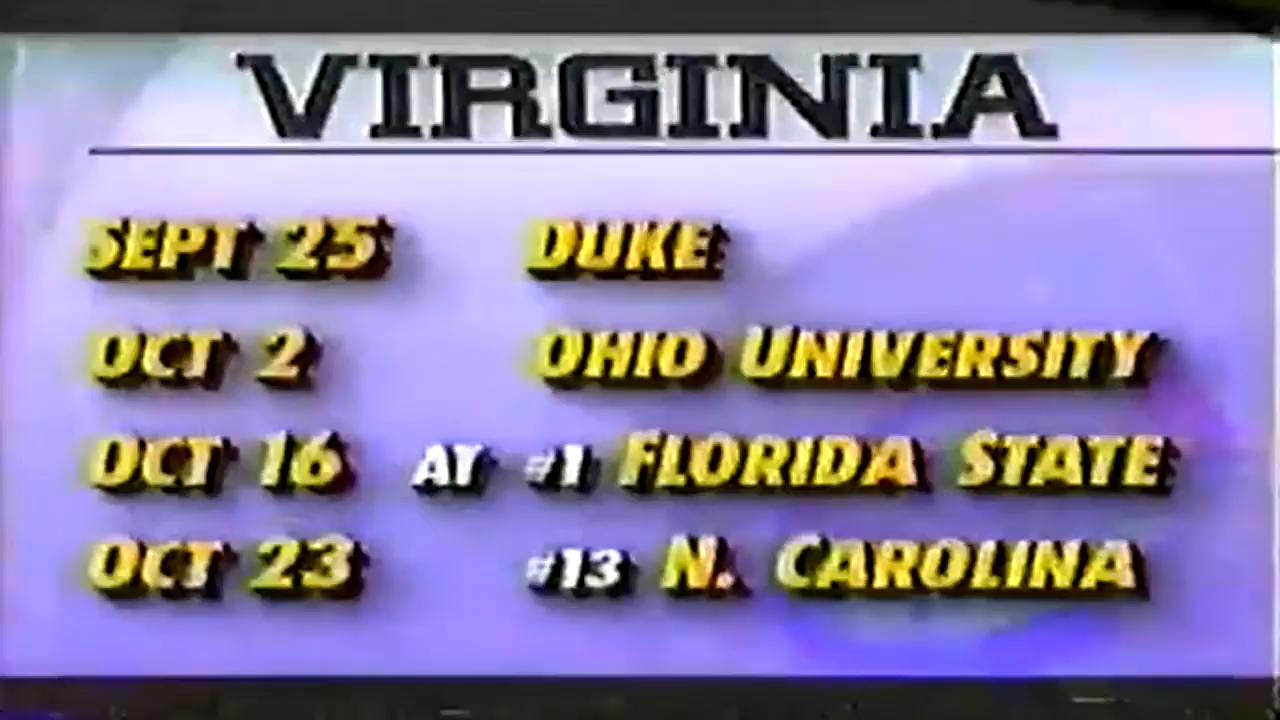 VIRGINIA
SEPT 25 DUKE
OCT 2 OHIO UNIVERSITY
OCT 16 AT #1 FLORIDA STATE
OCT 23 #13 N. CAROLINA